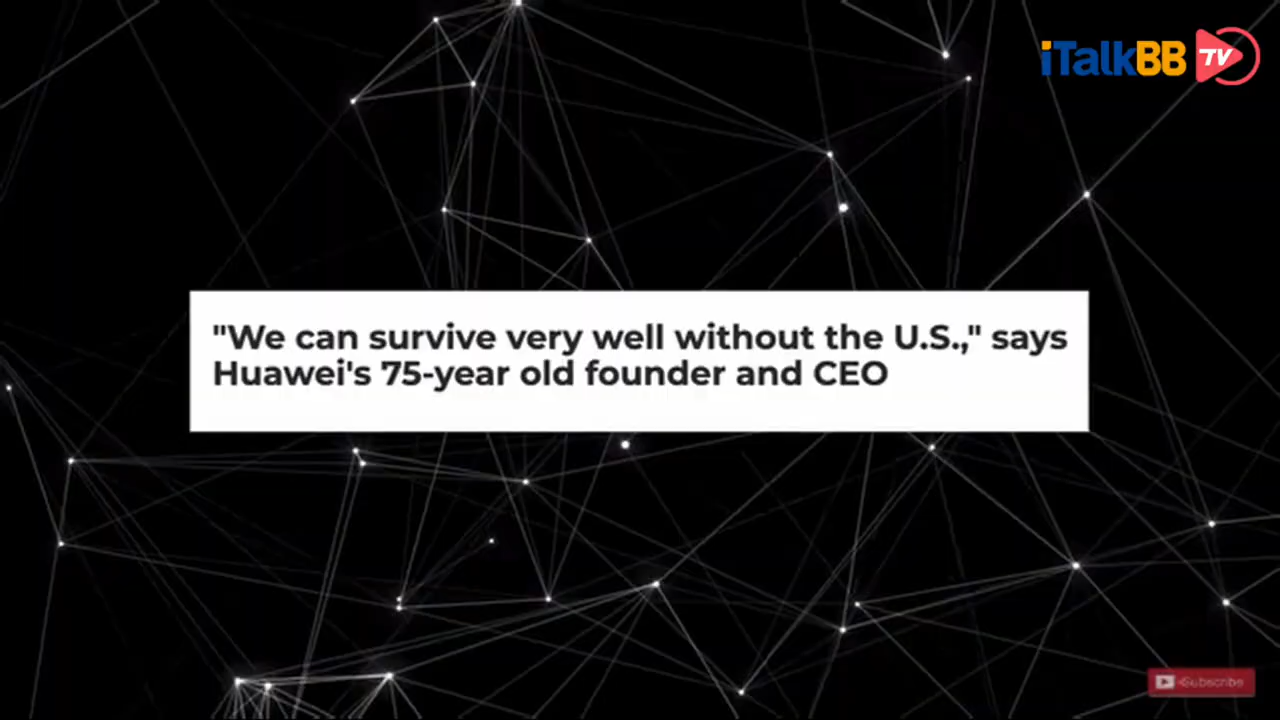 iTalkBB TV
"We can survive very well without the U.S.," says
Huawei's 75-year old founder and CEO
Subscribe